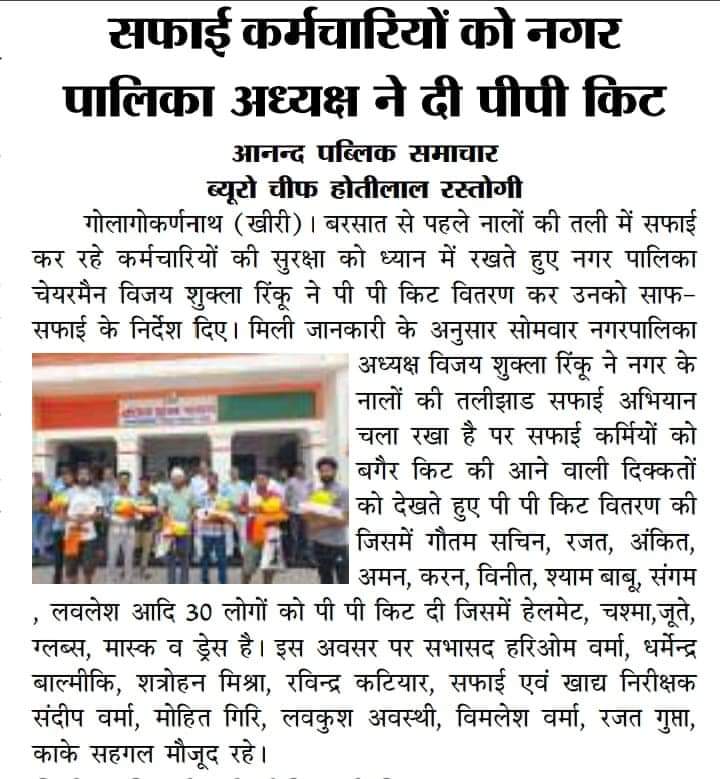 सफाई कर्मचारियों को नगर
पालिका अध्यक्ष ने दी पीपी किट
आनन्द पब्लिक समाचार
ब्यूरो चीफ होतीलाल रस्तोगी
गोलागोकर्णनाथ (खीरी)। बरसात से पहले नालों की तली में सफाई
कर रहे कर्मचारियों की सुरक्षा को ध्यान में रखते हुए नगर पालिका
चेयरमैन विजय शुक्ला रिंकू ने पी पी किट वितरण कर उनको साफ-
सफाई के निर्देश दिए। मिली जानकारी के अनुसार सोमवार नगरपालिका
अध्यक्ष विजय शुक्ला रिंकू ने नगर के
नालों की तलीझाड सफाई अभियान
चला रखा है पर सफाई कर्मियों को
बगैर किट की आने वाली दिक्कतों
को देखते हुए पी पी किट वितरण की
जिसमें गौतम सचिन, रजत, अंकित,
अमन, करन, विनीत, श्याम बाबू, संगम
, लवलेश आदि 30 लोगों को पी पी किट दी जिसमें हेलमेट, चश्मा,जूते,
ग्लब्स, मास्क व ड्रेस है। इस अवसर पर सभासद हरिओम वर्मा, धर्मेन्द्र
बाल्मीकि, शत्रोहन मिश्रा, रविन्द्र कटियार, सफाई एवं खाद्य निरीक्षक
संदीप वर्मा, मोहित गिरि, लवकुश अवस्थी, विमलेश वर्मा, रजत गुप्ता,
काके सहगल मौजूद रहे।